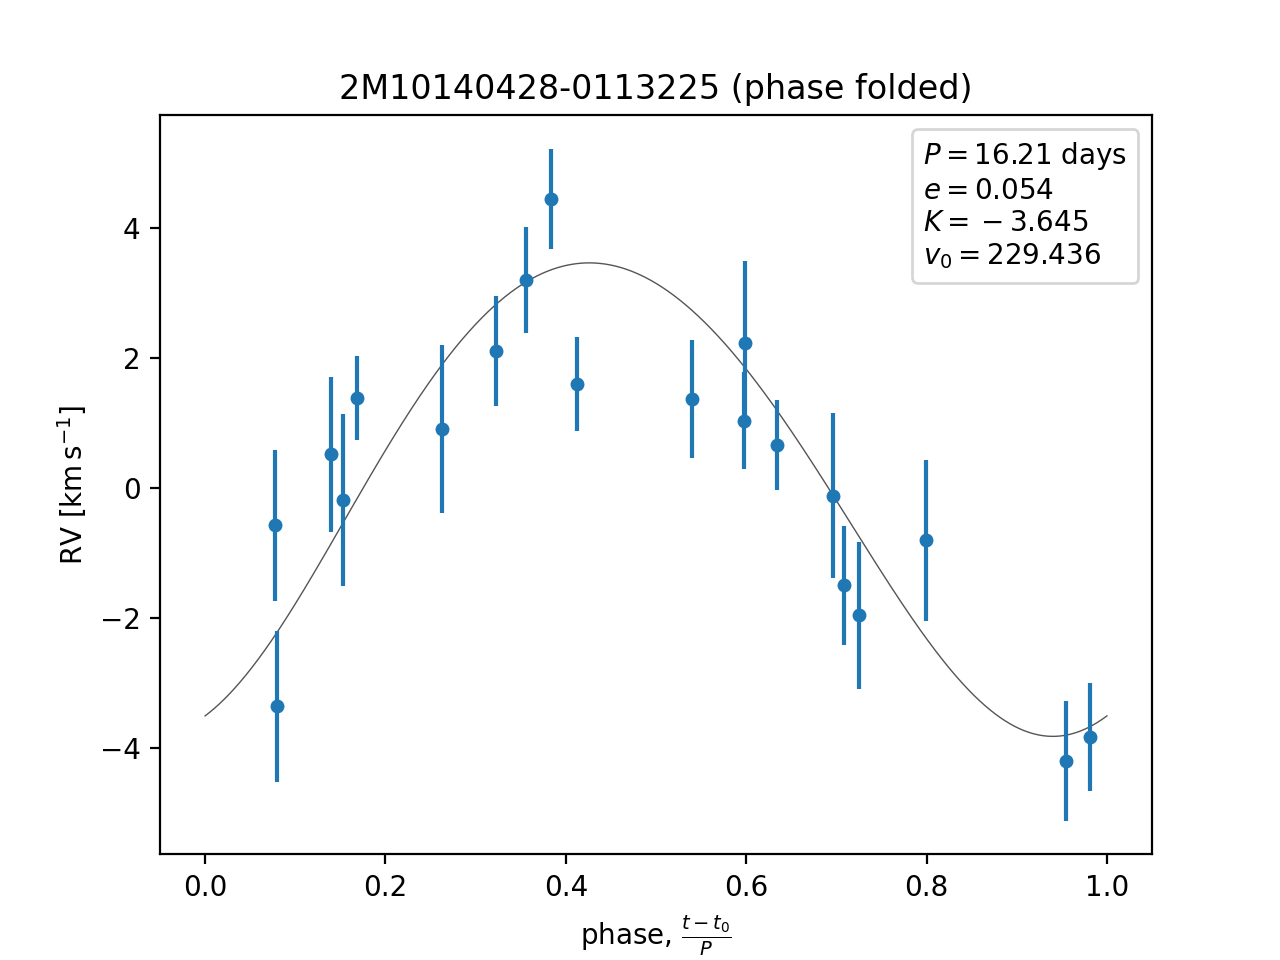 2M10140428-0113225 (phase folded)
P = 16.21 days
e = 0.054
K = −3.645
v₀ = 229.436
RV [km s⁻¹]
4
2
0
−2
−4
0.0 0.2 0.4 0.6 0.8 1.0
phase, (t − t₀)/P